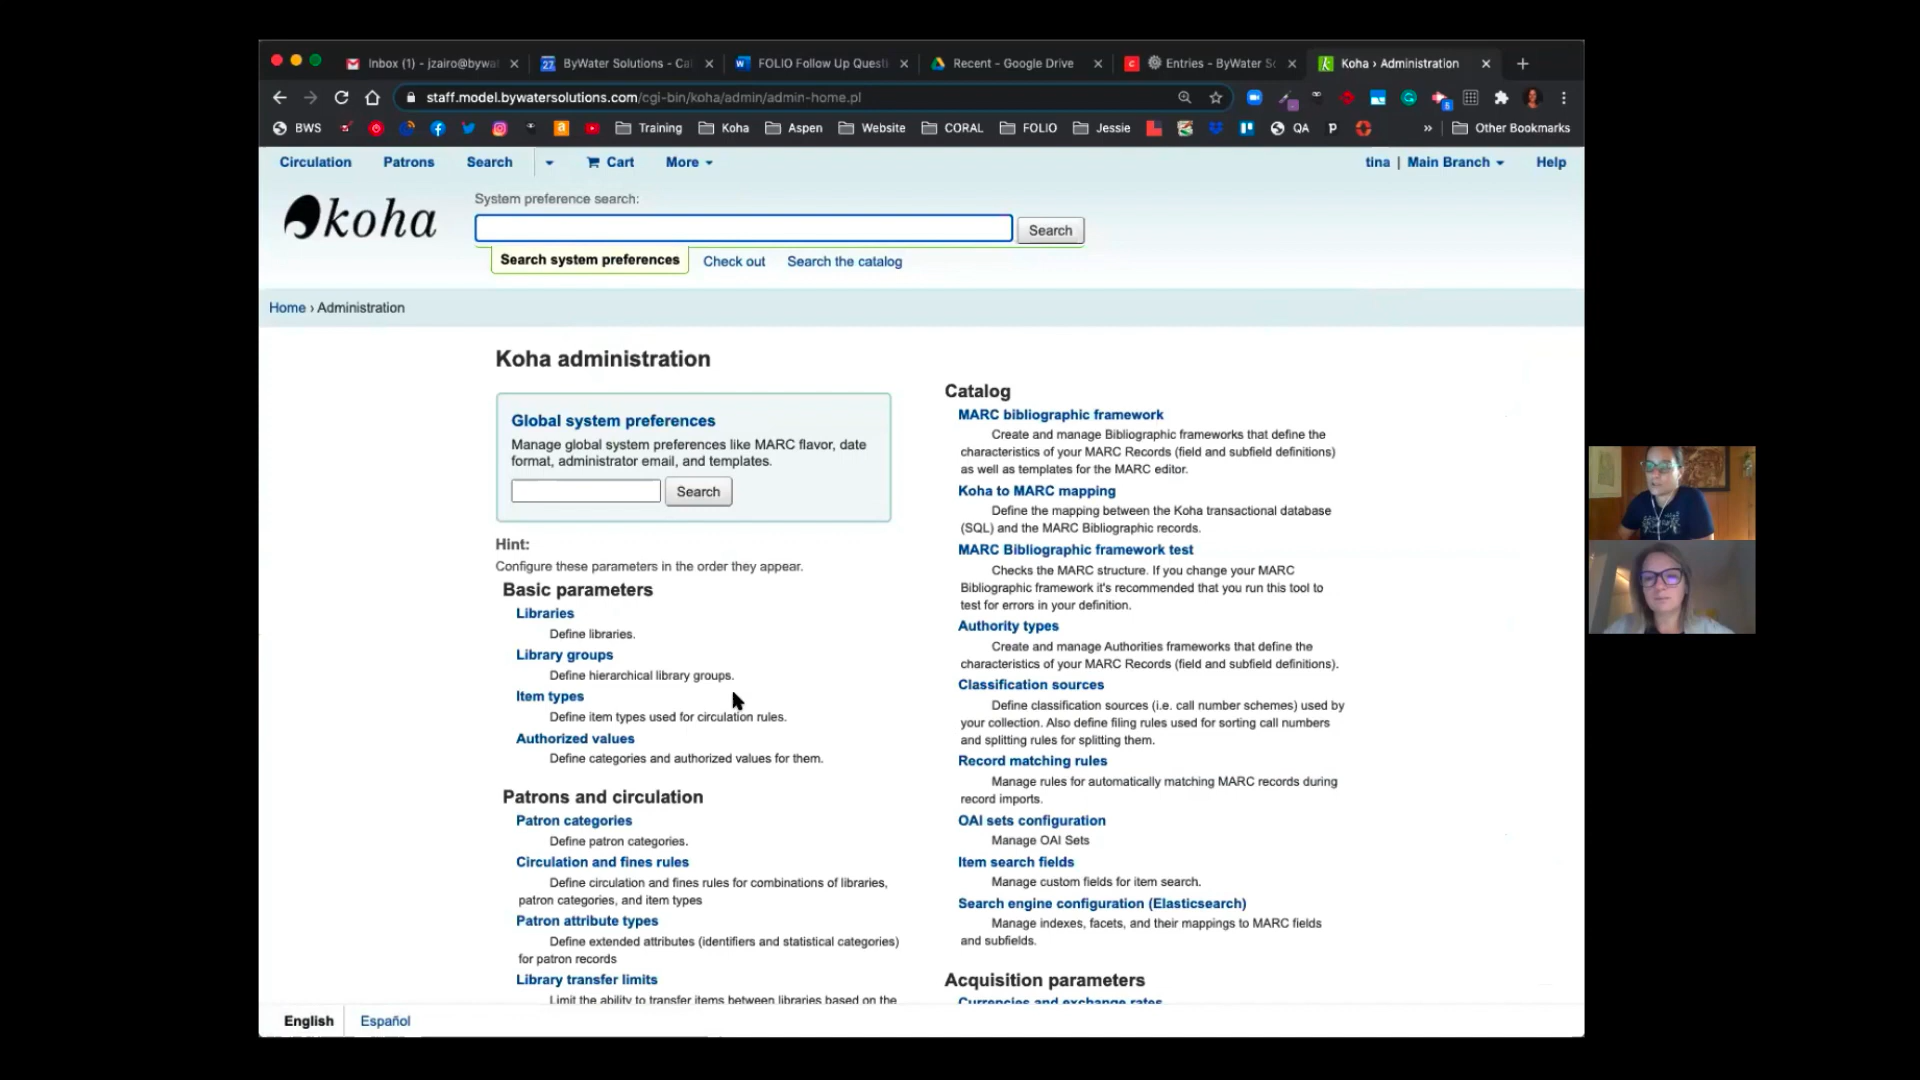 Inbox (1) - jzairo@bywa
27 ByWater Solutions - Ca
W FOLIO Follow Up Questi
Recent - Google Drive
Entries - ByWater So
Koha › Administration
staff.model.bywatersolutions.com/cgi-bin/koha/admin/admin-home.pl
BWS
Training
Koha
Aspen
Website
CORAL
FOLIO
Jessie
QA
»
Other Bookmarks
Circulation
Patrons
Search
Cart
More
tina | Main Branch
Help
koha
System preference search:
Search
Search system preferences
Check out
Search the catalog
Home › Administration
Koha administration
Global system preferences
Manage global system preferences like MARC flavor, date
format, administrator email, and templates.
Search
Hint:
Configure these parameters in the order they appear.
Basic parameters
Libraries
Define libraries.
Library groups
Define hierarchical library groups.
Item types
Define item types used for circulation rules.
Authorized values
Define categories and authorized values for them.
Patrons and circulation
Patron categories
Define patron categories.
Circulation and fines rules
Define circulation and fines rules for combinations of libraries,
patron categories, and item types
Patron attribute types
Define extended attributes (identifiers and statistical categories)
for patron records
Library transfer limits
Limit the ability to transfer items between libraries based on the
Catalog
MARC bibliographic framework
Create and manage Bibliographic frameworks that define the
characteristics of your MARC Records (field and subfield definitions)
as well as templates for the MARC editor.
Koha to MARC mapping
Define the mapping between the Koha transactional database
(SQL) and the MARC Bibliographic records.
MARC Bibliographic framework test
Checks the MARC structure. If you change your MARC
Bibliographic framework it's recommended that you run this tool to
test for errors in your definition.
Authority types
Create and manage Authorities frameworks that define the
characteristics of your MARC Records (field and subfield definitions).
Classification sources
Define classification sources (i.e. call number schemes) used by
your collection. Also define filing rules used for sorting call numbers
and splitting rules for splitting them.
Record matching rules
Manage rules for automatically matching MARC records during
record imports.
OAI sets configuration
Manage OAI Sets
Item search fields
Manage custom fields for item search.
Search engine configuration (Elasticsearch)
Manage indexes, facets, and their mappings to MARC fields
and subfields.
Acquisition parameters
Currencies and exchange rates
English
Español